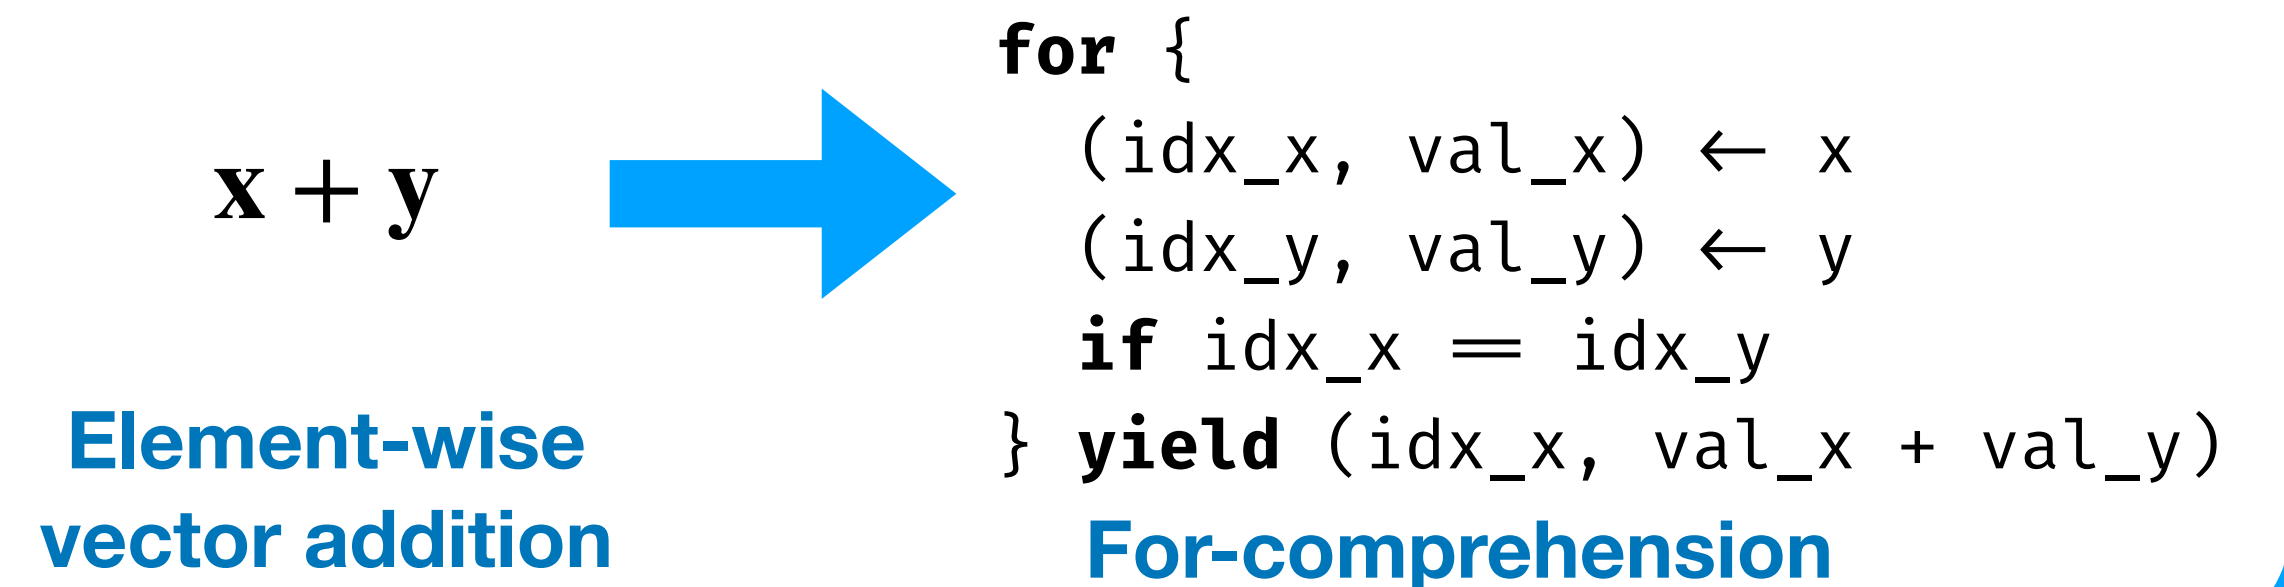 x + y
Element-wise
vector addition
for {
  (idx_x, val_x) ← x
  (idx_y, val_y) ← y
  if idx_x == idx_y
} yield (idx_x, val_x + val_y)
For-comprehension